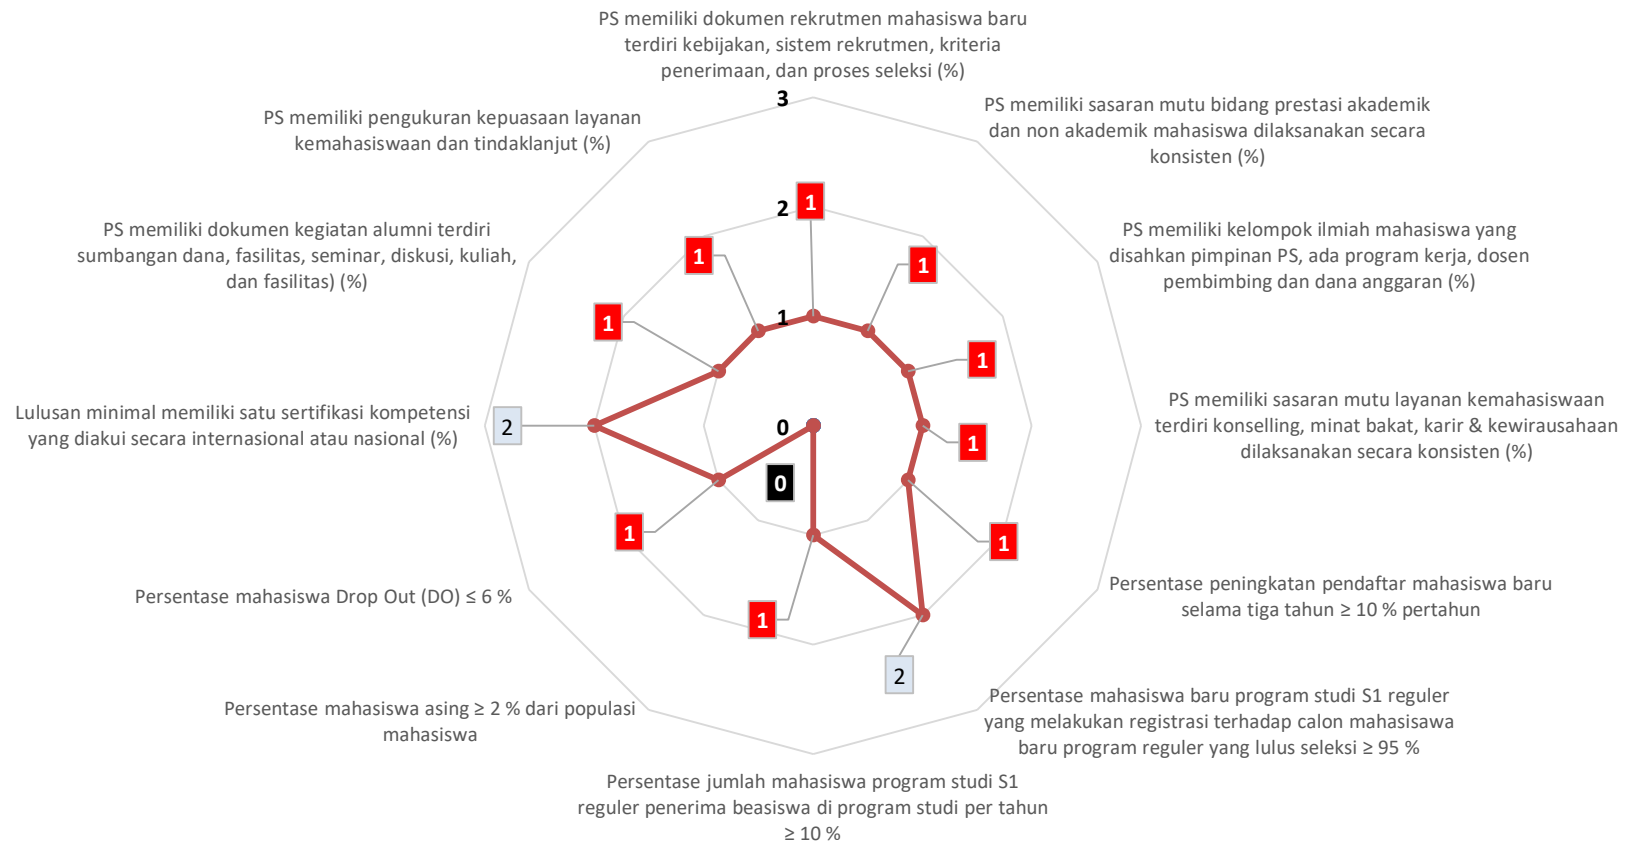 PS memiliki dokumen rekrutmen mahasiswa baru
terdiri kebijakan, sistem rekrutmen, kriteria
penerimaan, dan proses seleksi (%)
PS memiliki sasaran mutu bidang prestasi akademik
dan non akademik mahasiswa dilaksanakan secara
konsisten (%)
PS memiliki kelompok ilmiah mahasiswa yang
disahkan pimpinan PS, ada program kerja, dosen
pembimbing dan dana anggaran (%)
PS memiliki sasaran mutu layanan kemahasiswaan
terdiri konselling, minat bakat, karir & kewirausahaan
dilaksanakan secara konsisten (%)
Persentase peningkatan pendaftar mahasiswa baru
selama tiga tahun ≥ 10 % pertahun
Persentase mahasiswa baru program studi S1 reguler
yang melakukan registrasi terhadap calon mahasisawa
baru program reguler yang lulus seleksi ≥ 95 %
Persentase jumlah mahasiswa program studi S1
reguler penerima beasiswa di program studi per tahun
≥ 10 %
Persentase mahasiswa asing ≥ 2 % dari populasi
mahasiswa
Persentase mahasiswa Drop Out (DO) ≤ 6 %
Lulusan minimal memiliki satu sertifikasi kompetensi
yang diakui secara internasional atau nasional (%)
PS memiliki dokumen kegiatan alumni terdiri
sumbangan dana, fasilitas, seminar, diskusi, kuliah,
dan fasilitas) (%)
PS memiliki pengukuran kepuasaan layanan
kemahasiswaan dan tindaklanjut (%)
3
2
1
0
1
1
1
1
1
2
1
0
1
2
1
1